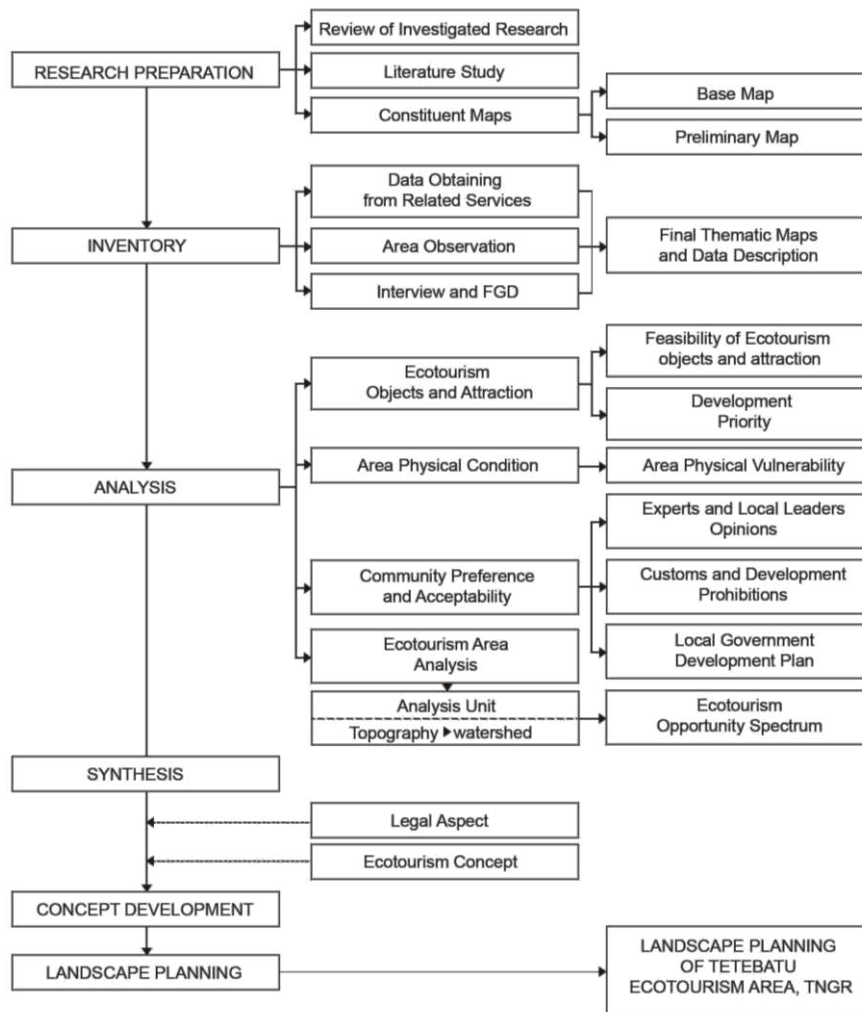 Review of Investigated Research
RESEARCH PREPARATION
Literature Study
Constituent Maps
Base Map
Preliminary Map
Data Obtaining
from Related Services
INVENTORY
Area Observation
Interview and FGD
Final Thematic Maps
and Data Description
Ecotourism
Objects and Attraction
Feasibility of Ecotourism
objects and attraction
Development
Priority
ANALYSIS
Area Physical Condition
Area Physical Vulnerability
Community Preference
and Acceptability
Experts and Local Leaders
Opinions
Customs and Development
Prohibitions
Local Government
Development Plan
Ecotourism Area
Analysis
Analysis Unit
Topography ▶ watershed
Ecotourism
Opportunity Spectrum
SYNTHESIS
Legal Aspect
Ecotourism Concept
CONCEPT DEVELOPMENT
LANDSCAPE PLANNING
LANDSCAPE PLANNING
OF TETEBATU
ECOTOURISM AREA, TNGR